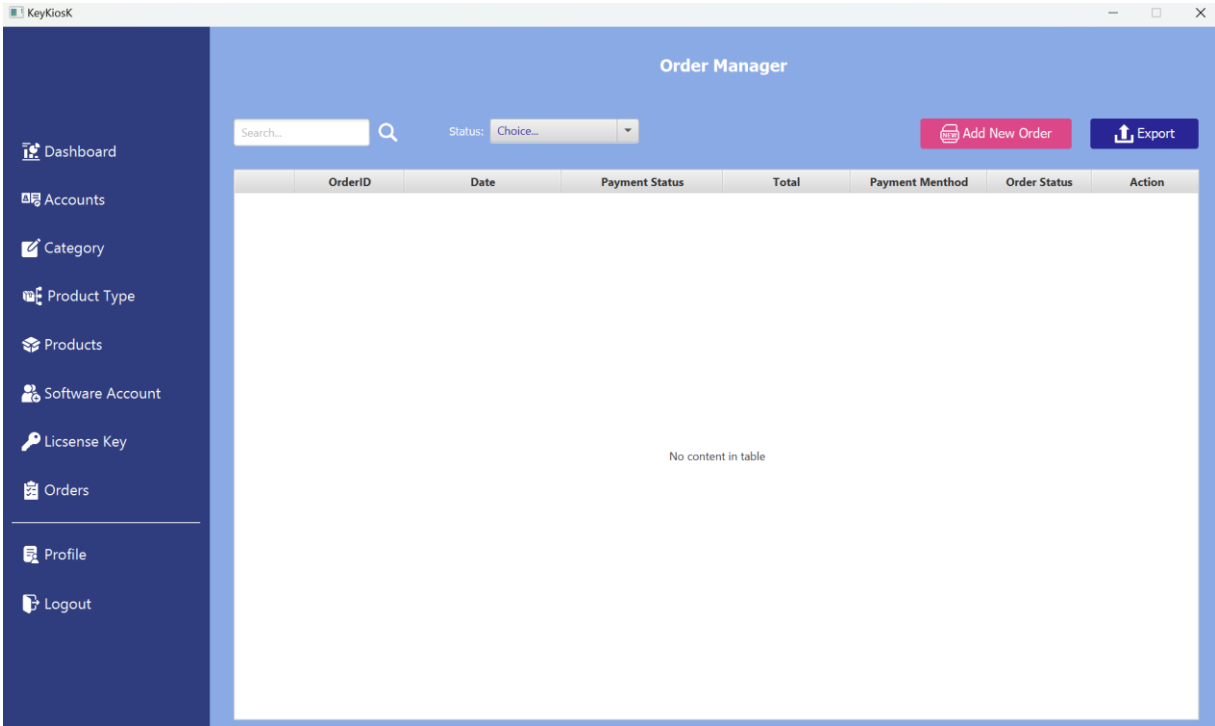 KeyKiosK
Order Manager
Search...
Status: Choice...
NEW Add New Order
Export
Dashboard
Accounts
Category
Product Type
Products
Software Account
Licsense Key
Orders
Profile
Logout
OrderID Date Payment Status Total Payment Menthod Order Status Action
No content in table